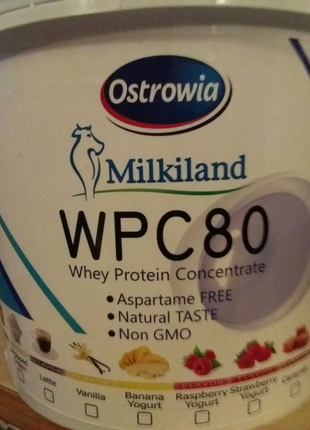 Ostrowia
Milkiland
WPC80
Whey Protein Concentrate
• Aspartame FREE
• Natural TASTE
• Non GMO
FLAVOR
Latte
Vanilla
Banana
Yogurt
Raspberry
Yogurt
Strawberry
Yogurt